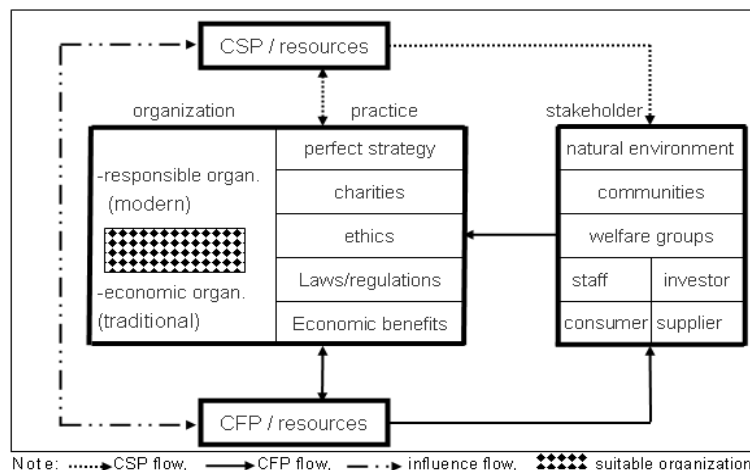 CSP / resources
organization practice stakeholder
perfect strategy
charities
ethics
Laws/regulations
Economic benefits
-responsible organ.
(modern)
-economic organ.
(traditional)
natural environment
communities
welfare groups
staff investor
consumer supplier
CFP / resources
Note: CSP flow, CFP flow, influence flow, suitable organization